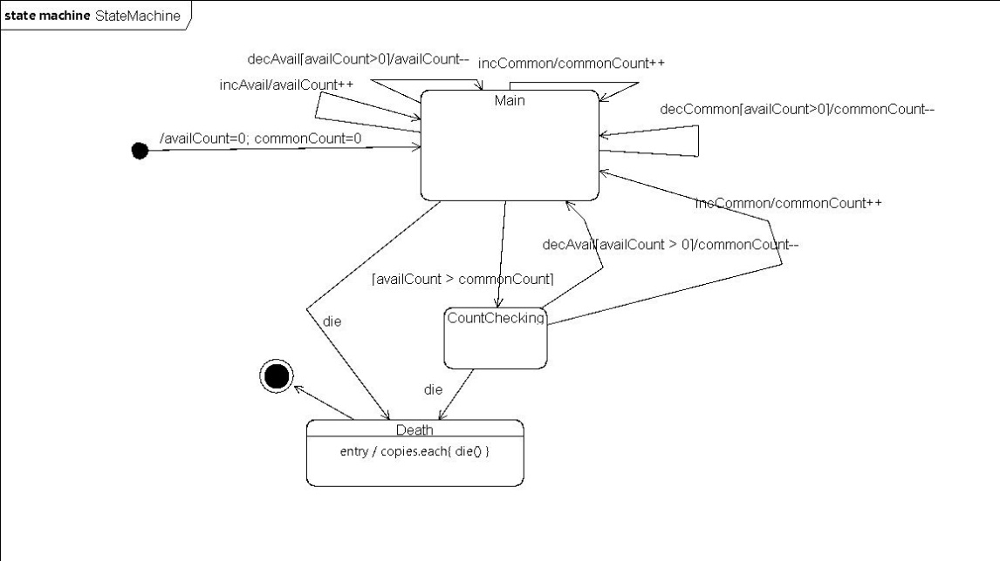 state machine StateMachine
decAvail[availCount>0]/availCount--
incCommon/commonCount++
incAvail/availCount++
Main
decCommon[availCount>0]/commonCount--
/availCount=0; commonCount=0
incCommon/commonCount++
decAvail[availCount > 0]/commonCount--
[availCount > commonCount]
CountChecking
die
die
Death
entry / copies.each{ die() }